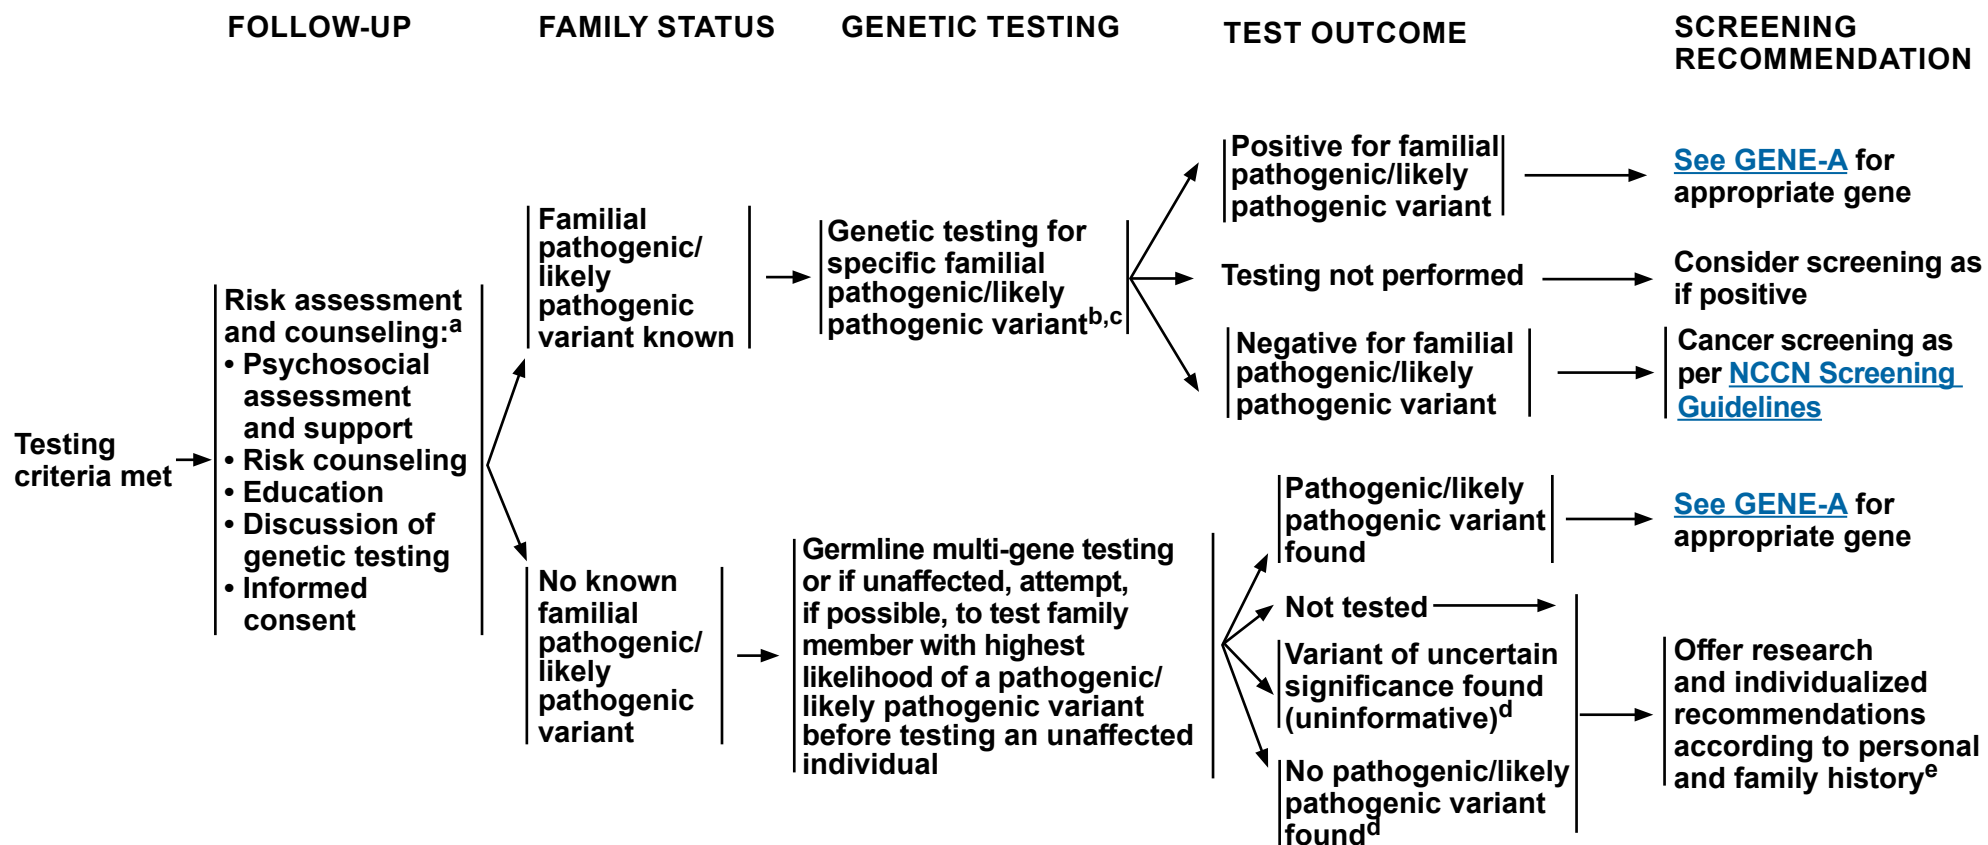 FOLLOW-UP
FAMILY STATUS
GENETIC TESTING
TEST OUTCOME
SCREENING
RECOMMENDATION
Testing
criteria met
Risk assessment
and counseling:a
• Psychosocial
assessment
and support
• Risk counseling
• Education
• Discussion of
genetic testing
• Informed
consent
Familial
pathogenic/
likely
pathogenic
variant known
Genetic testing for
specific familial
pathogenic/likely
pathogenic variantb,c
Positive for familial
pathogenic/likely
pathogenic variant
See GENE-A for
appropriate gene
Testing not performed
Consider screening as
if positive
Negative for familial
pathogenic/likely
pathogenic variant
Cancer screening as
per NCCN Screening
Guidelines
No known
familial
pathogenic/
likely
pathogenic
variant
Germline multi-gene testing
or if unaffected, attempt,
if possible, to test family
member with highest
likelihood of a pathogenic/
likely pathogenic variant
before testing an unaffected
individual
Pathogenic/likely
pathogenic variant
found
See GENE-A for
appropriate gene
Not tested
Variant of uncertain
significance found
(uninformative)d
No pathogenic/likely
pathogenic variant
foundd
Offer research
and individualized
recommendations
according to personal
and family historye